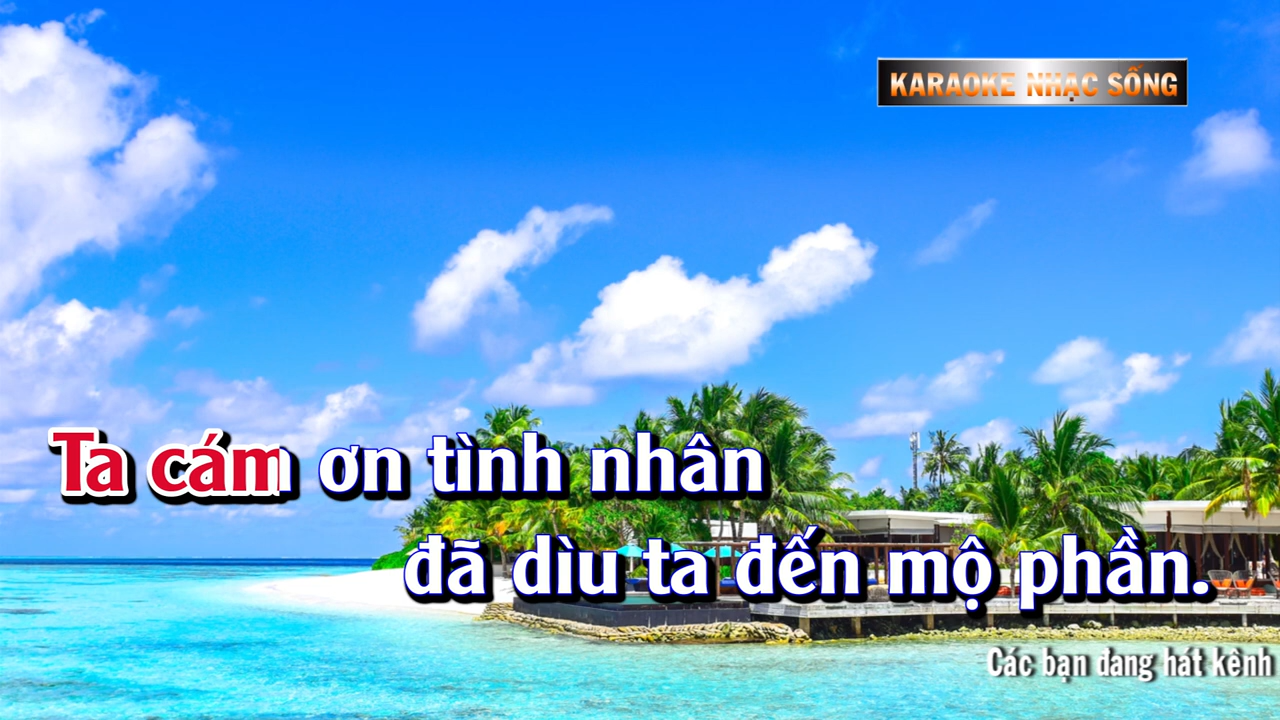 KARAOKE NHẠC SỐNG
Ta cám ơn tình nhân
đã dìu ta đến mộ phần.
Các bạn đang hát kênh